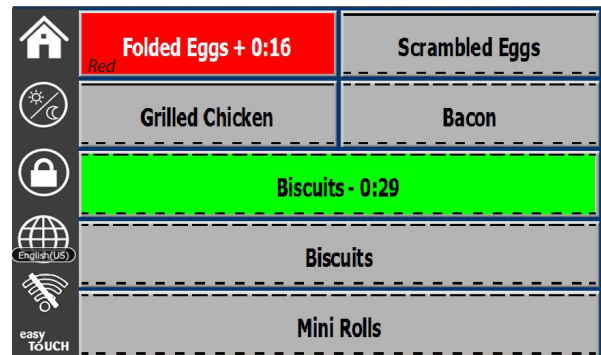 Folded Eggs + 0:16
Red
Scrambled Eggs
Grilled Chicken
Bacon
Biscuits - 0:29
English(US)
Biscuits
Mini Rolls
easy
ToUCH